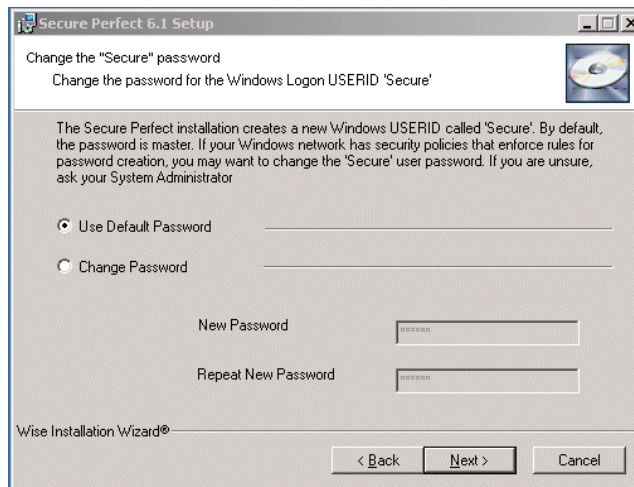 Secure Perfect 6.1 Setup
Change the "Secure" password
Change the password for the Windows Logon USERID 'Secure'
The Secure Perfect installation creates a new Windows USERID called 'Secure'. By default,
the password is master. If your Windows network has security policies that enforce rules for
password creation, you may want to change the 'Secure' user password. If you are unsure,
ask your System Administrator
Use Default Password
Change Password
New Password
××××××
Repeat New Password
××××××
Wise Installation Wizard®
< Back
Next >
Cancel